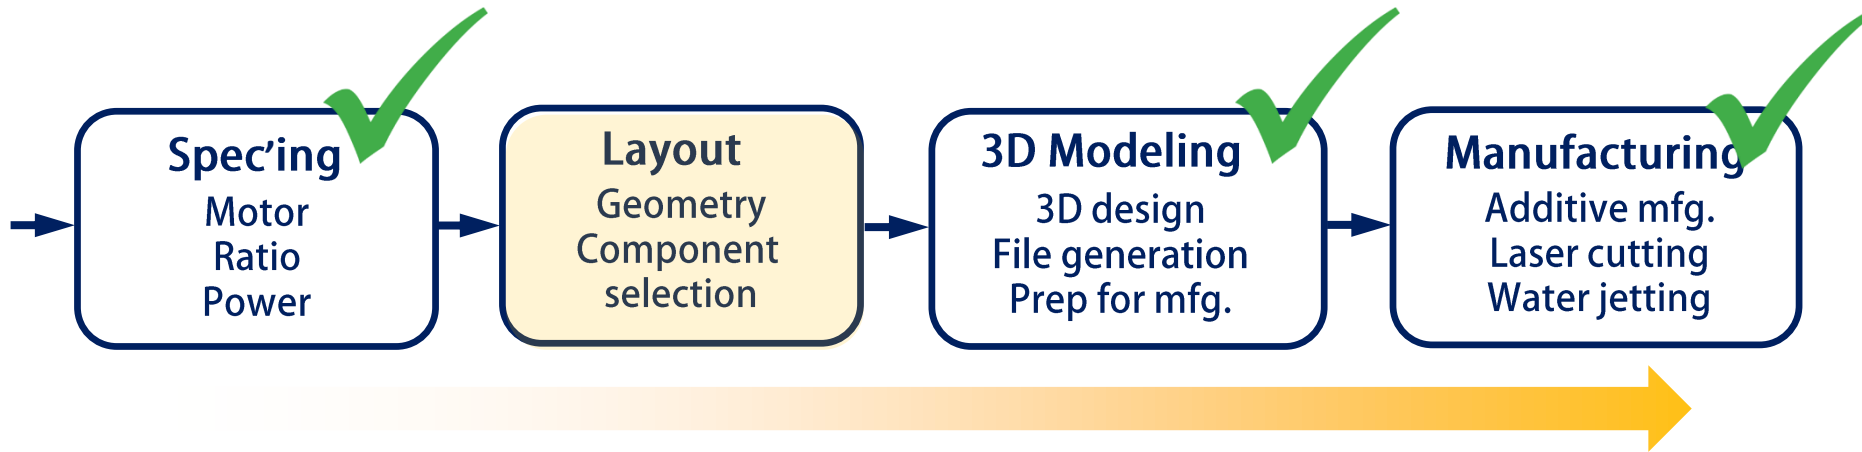 Spec'ing
Motor
Ratio
Power
Layout
Geometry
Component
selection
3D Modeling
3D design
File generation
Prep for mfg.
Manufacturing
Additive mfg.
Laser cutting
Water jetting